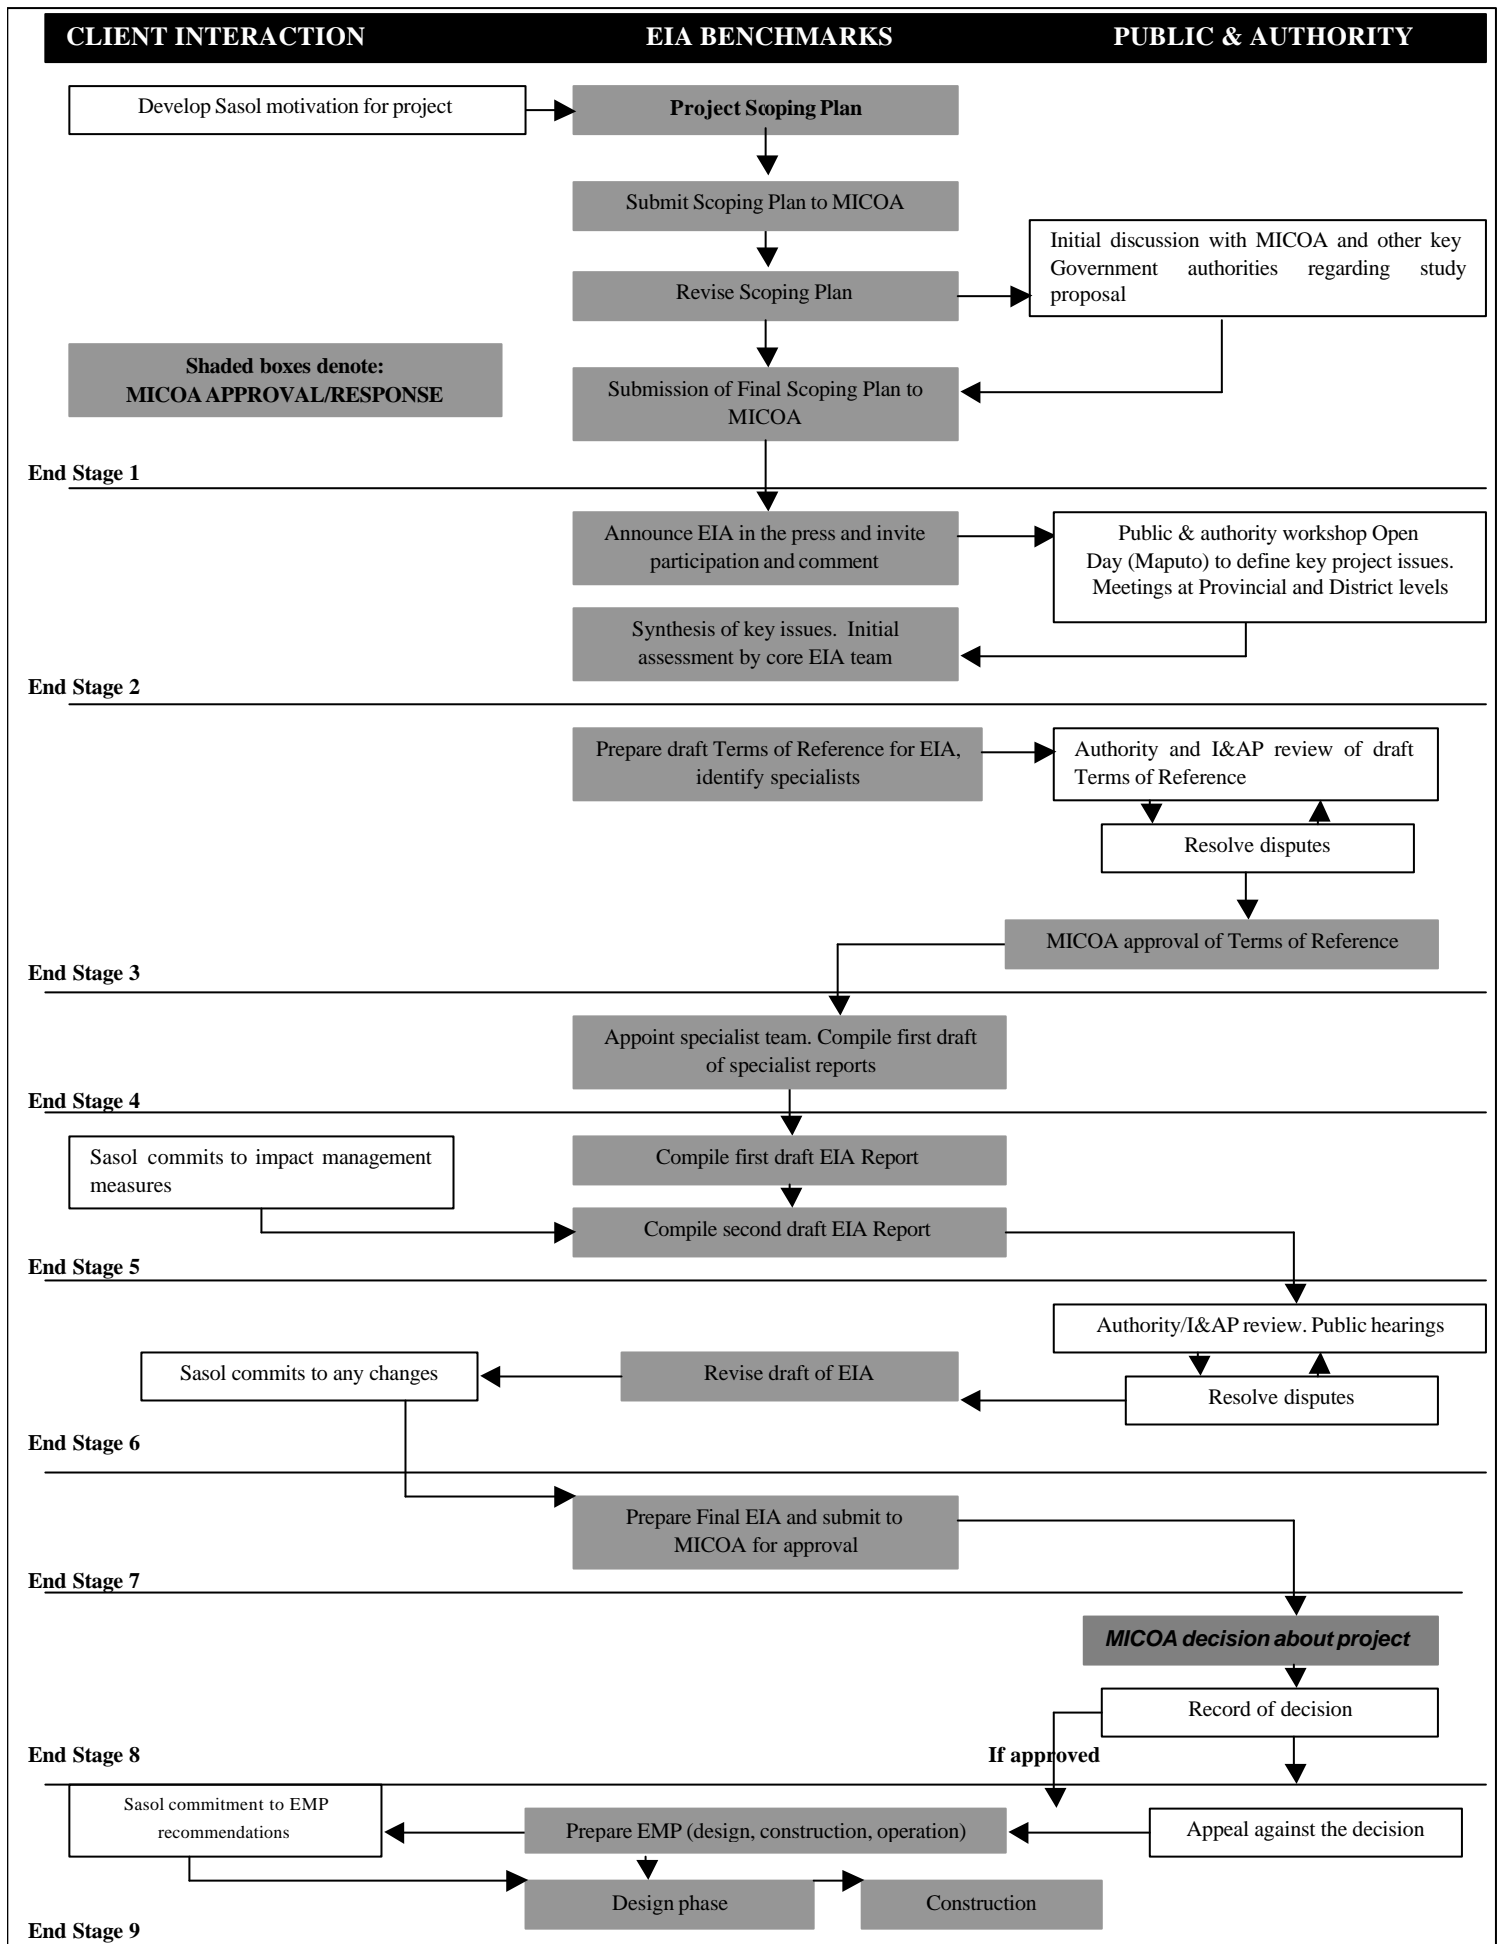 CLIENT INTERACTION EIA BENCHMARKS PUBLIC & AUTHORITY
Develop Sasol motivation for project
Project Scoping Plan
Submit Scoping Plan to MICOA
Initial discussion with MICOA and other key
Government authorities regarding study
proposal
Revise Scoping Plan
Shaded boxes denote:
MICOA APPROVAL/RESPONSE
Submission of Final Scoping Plan to
MICOA
End Stage 1
Announce EIA in the press and invite
participation and comment
Public & authority workshop Open
Day (Maputo) to define key project issues.
Meetings at Provincial and District levels
Synthesis of key issues. Initial
assessment by core EIA team
End Stage 2
Prepare draft Terms of Reference for EIA,
identify specialists
Authority and I&AP review of draft
Terms of Reference
Resolve disputes
MICOA approval of Terms of Reference
End Stage 3
Appoint specialist team. Compile first draft
of specialist reports
End Stage 4
Sasol commits to impact management
measures
Compile first draft EIA Report
Compile second draft EIA Report
End Stage 5
Authority/I&AP review. Public hearings
Sasol commits to any changes
Revise draft of EIA
Resolve disputes
End Stage 6
Prepare Final EIA and submit to
MICOA for approval
End Stage 7
MICOA decision about project
Record of decision
End Stage 8
If approved
Sasol commitment to EMP
recommendations
Prepare EMP (design, construction, operation)
Appeal against the decision
Design phase
Construction
End Stage 9